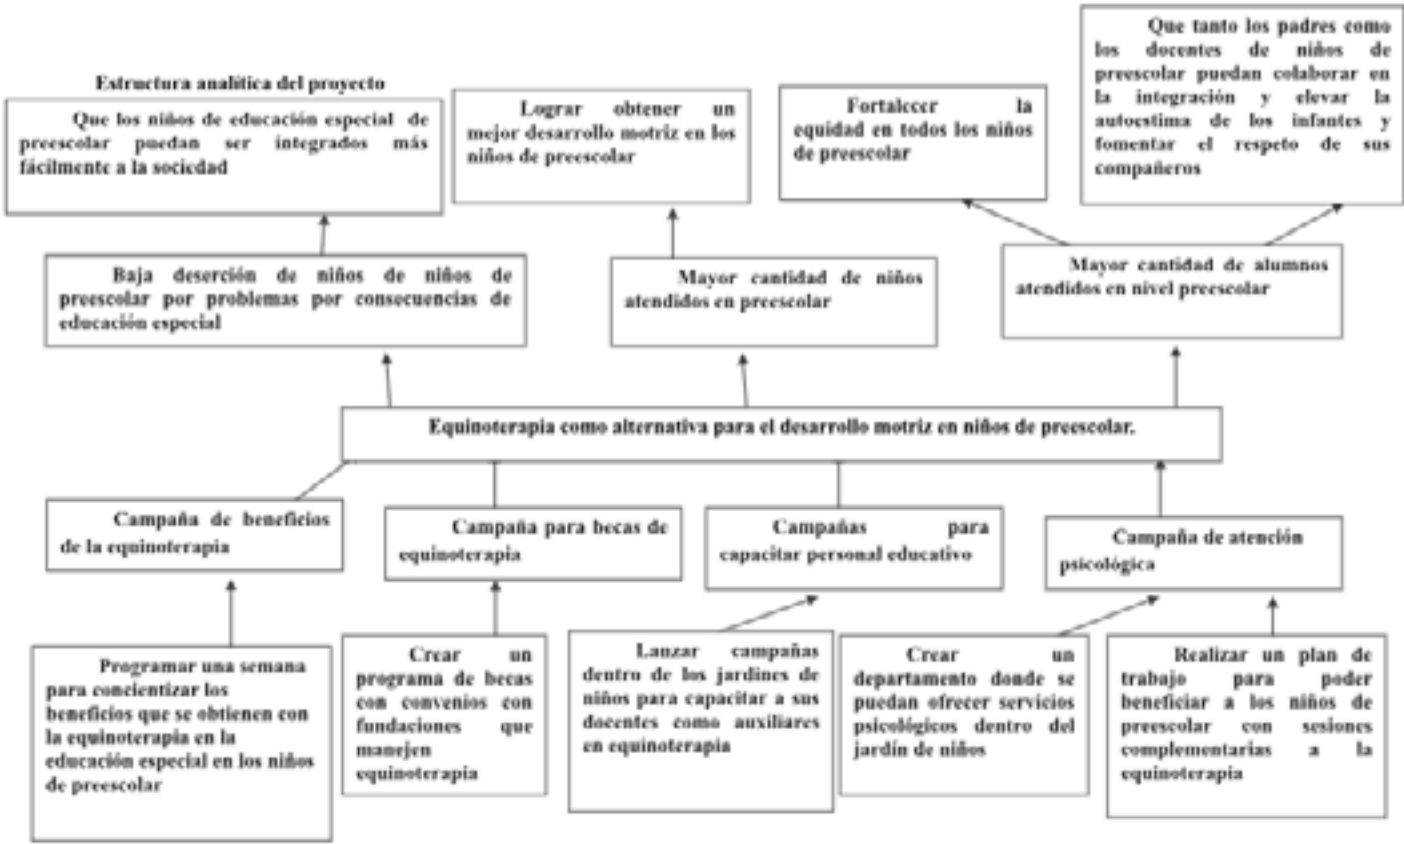 Estructura analítica del proyecto
Que los niños de educación especial de
preescolar puedan ser integrados más
fácilmente a la sociedad
Lograr obtener un
mejor desarrollo motriz en los
niños de preescolar
Fortalecer la
equidad en todos los niños
de preescolar
Que tanto los padres como
los docentes de niños de
preescolar puedan colaborar en
la integración y elevar la
autoestima de los infantes y
fomentar el respeto de sus
compañeros
Baja deserción de niños de niños de
preescolar por problemas por consecuencias de
educación especial
Mayor cantidad de niños
atendidos en preescolar
Mayor cantidad de alumnos
atendidos en nivel preescolar
Equinoterapia como alternativa para el desarrollo motriz en niños de preescolar.
Campaña de beneficios
de la equinoterapia
Campaña para becas de
equinoterapia
Campañas para
capacitar personal educativo
Campaña de atención
psicológica
Programar una semana
para concientizar los
beneficios que se obtienen con
la equinoterapia en la
educación especial en los niños
de preescolar
Crear un
programa de becas
con convenios con
fundaciones que
manejen
equinoterapia
Lanzar campañas
dentro de los jardines de
niños para capacitar a sus
docentes como auxiliares
en equinoterapia
Crear un
departamento donde se
puedan ofrecer servicios
psicológicos dentro del
jardín de niños
Realizar un plan de
trabajo para poder
beneficiar a los niños de
preescolar con sesiones
complementarias a la
equinoterapia